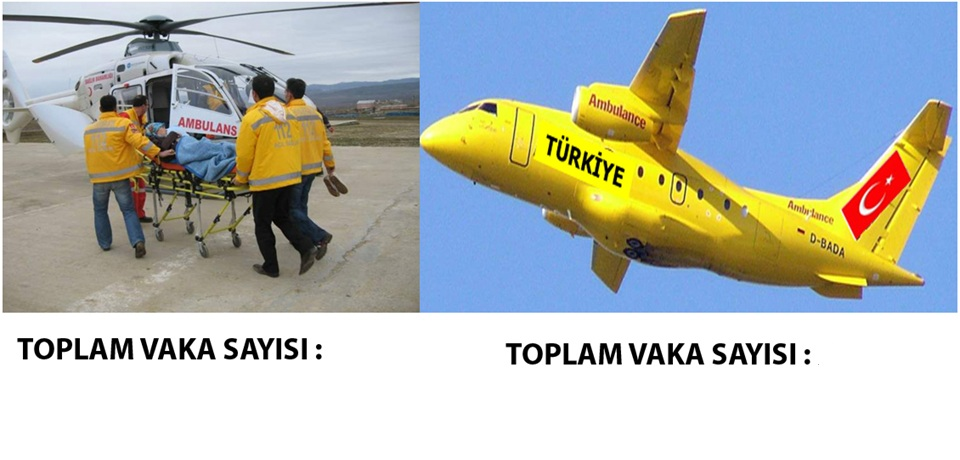 AMBULANS
112
Ambulance
TÜRKİYE
Ambulance
D-BADA
TOPLAM VAKA SAYISI :
TOPLAM VAKA SAYISI :